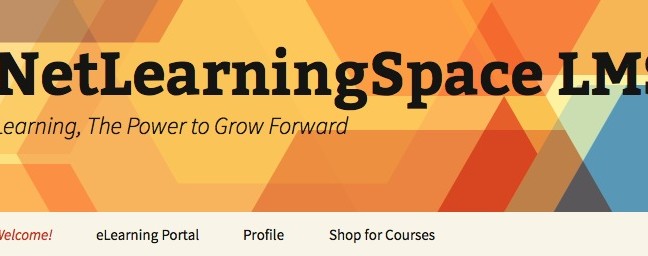 NetLearningSpace LMS
Learning, The Power to Grow Forward
Welcome! eLearning Portal Profile Shop for Courses